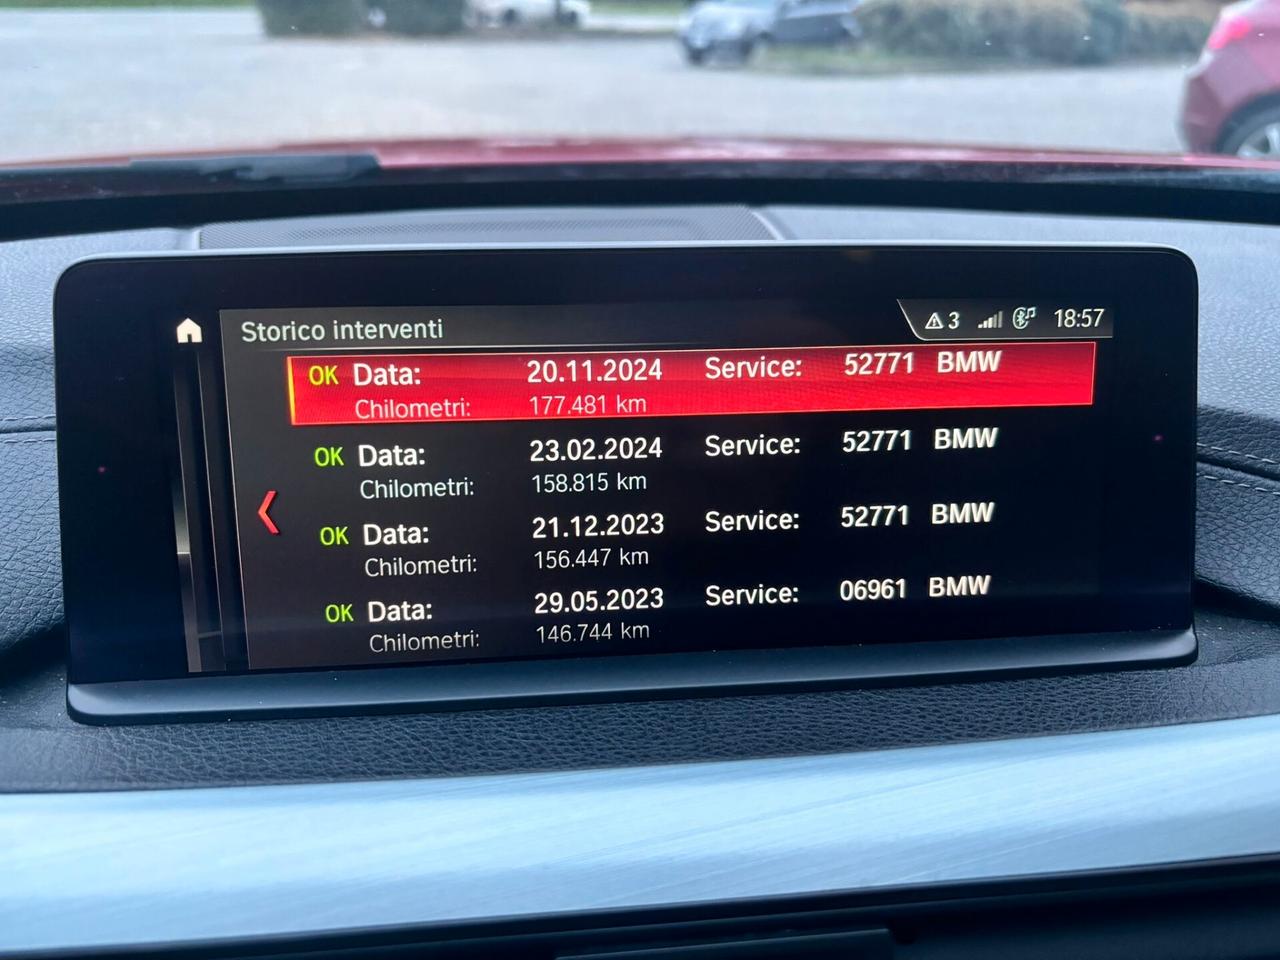 Storico interventi 3 18:57
OK Data: 20.11.2024 Service: 52771 BMW
Chilometri: 177.481 km
OK Data: 23.02.2024 Service: 52771 BMW
Chilometri: 158.815 km
OK Data: 21.12.2023 Service: 52771 BMW
Chilometri: 156.447 km
OK Data: 29.05.2023 Service: 06961 BMW
Chilometri: 146.744 km